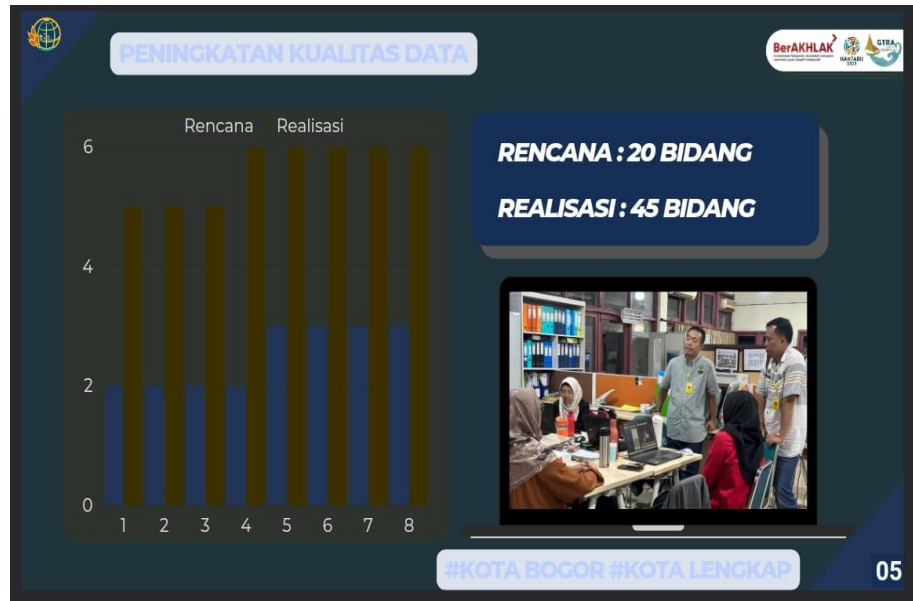 PENINGKATAN KUALITAS DATA
BerAKHLAK
GTRA
Rencana Realisasi
6
4
2
0
1 2 3 4 5 6 7 8
RENCANA : 20 BIDANG
REALISASI : 45 BIDANG
#KOTA BOGOR #KOTA LENGKAP
05